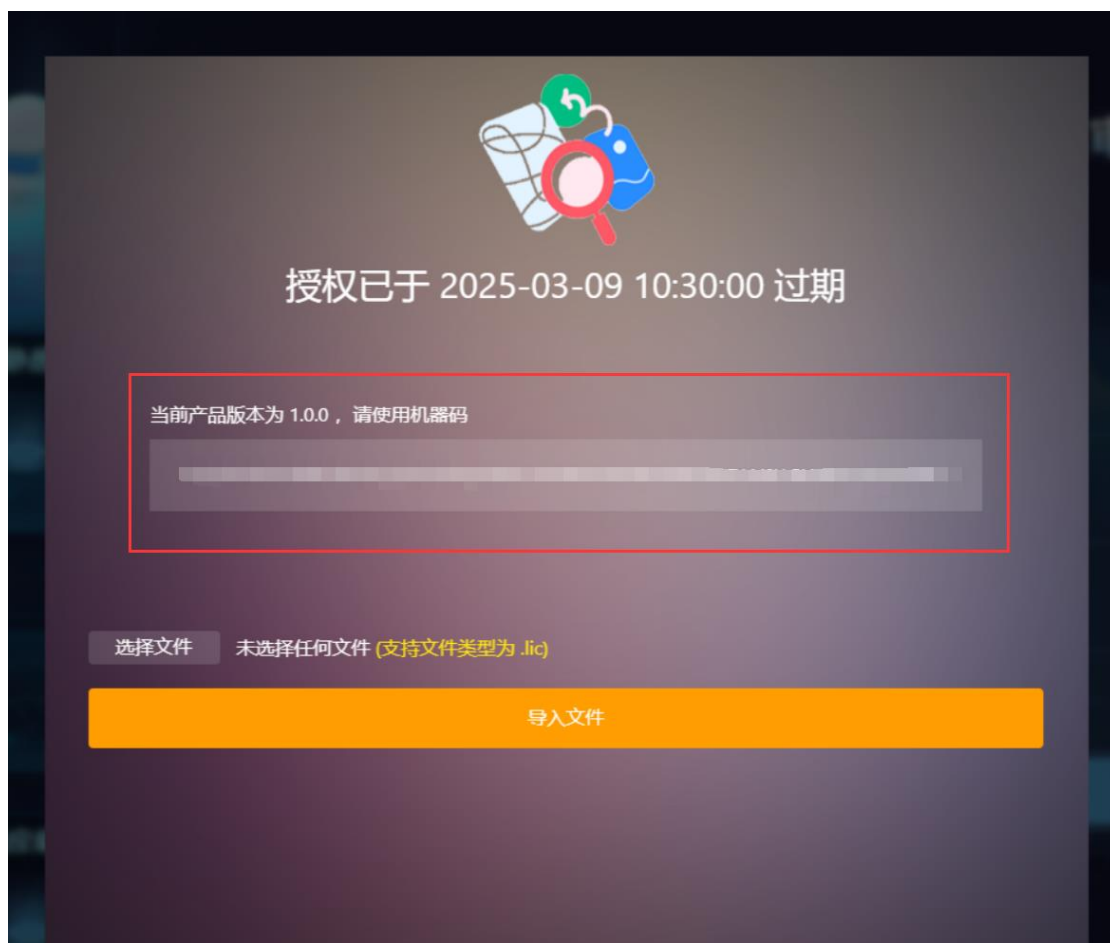 授权已于 2025-03-09 10:30:00 过期
当前产品版本为 1.0.0 ，请使用机器码
选择文件 未选择任何文件 (支持文件类型为 .lic)
导入文件